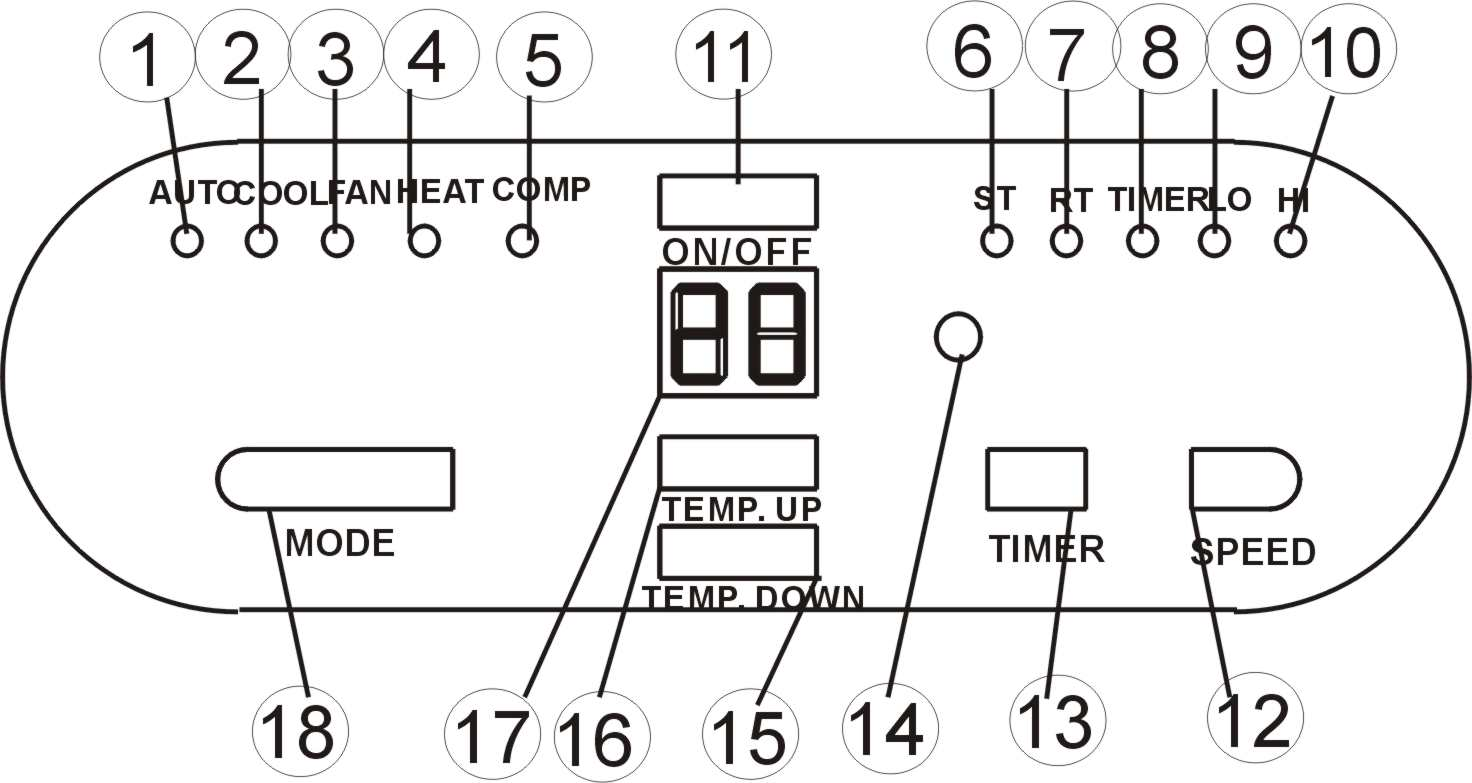 1 2 3 4 5 11 6 7 8 9 10
AUTO COOL FAN HEAT COMP ST RT TIMER LO HI
ON/OFF
88
TEMP. UP
MODE TIMER SPEED
TEMP. DOWN
18 17 16 15 14 13 12